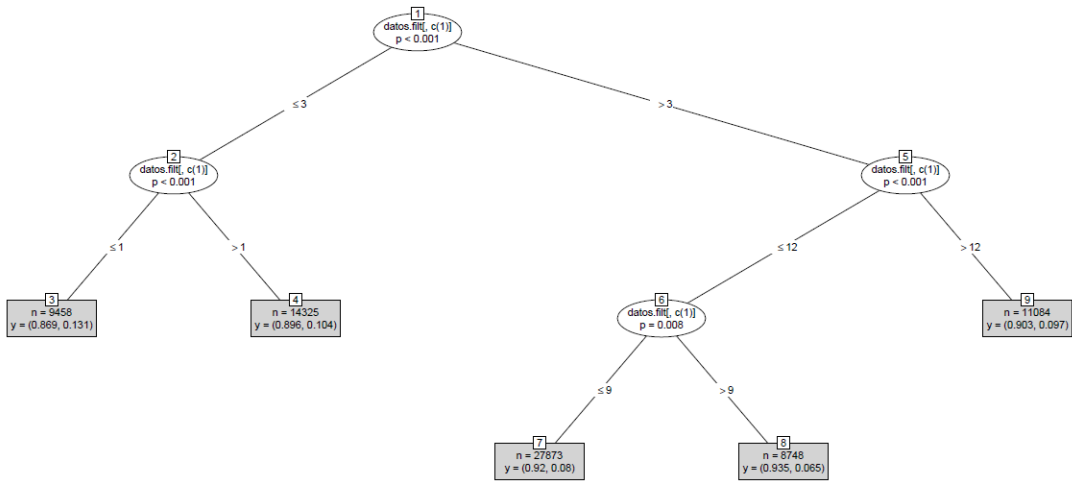 1
datos.filt[, c(1)]
p < 0.001
≤ 3
> 3
2
datos.filt[, c(1)]
p < 0.001
5
datos.filt[, c(1)]
p < 0.001
≤ 1
> 1
≤ 12
> 12
3
n = 9458
y = (0.869, 0.131)
4
n = 14325
y = (0.896, 0.104)
6
datos.filt[, c(1)]
p = 0.008
9
n = 11084
y = (0.903, 0.097)
≤ 9
> 9
7
n = 27873
y = (0.92, 0.08)
8
n = 8748
y = (0.935, 0.065)